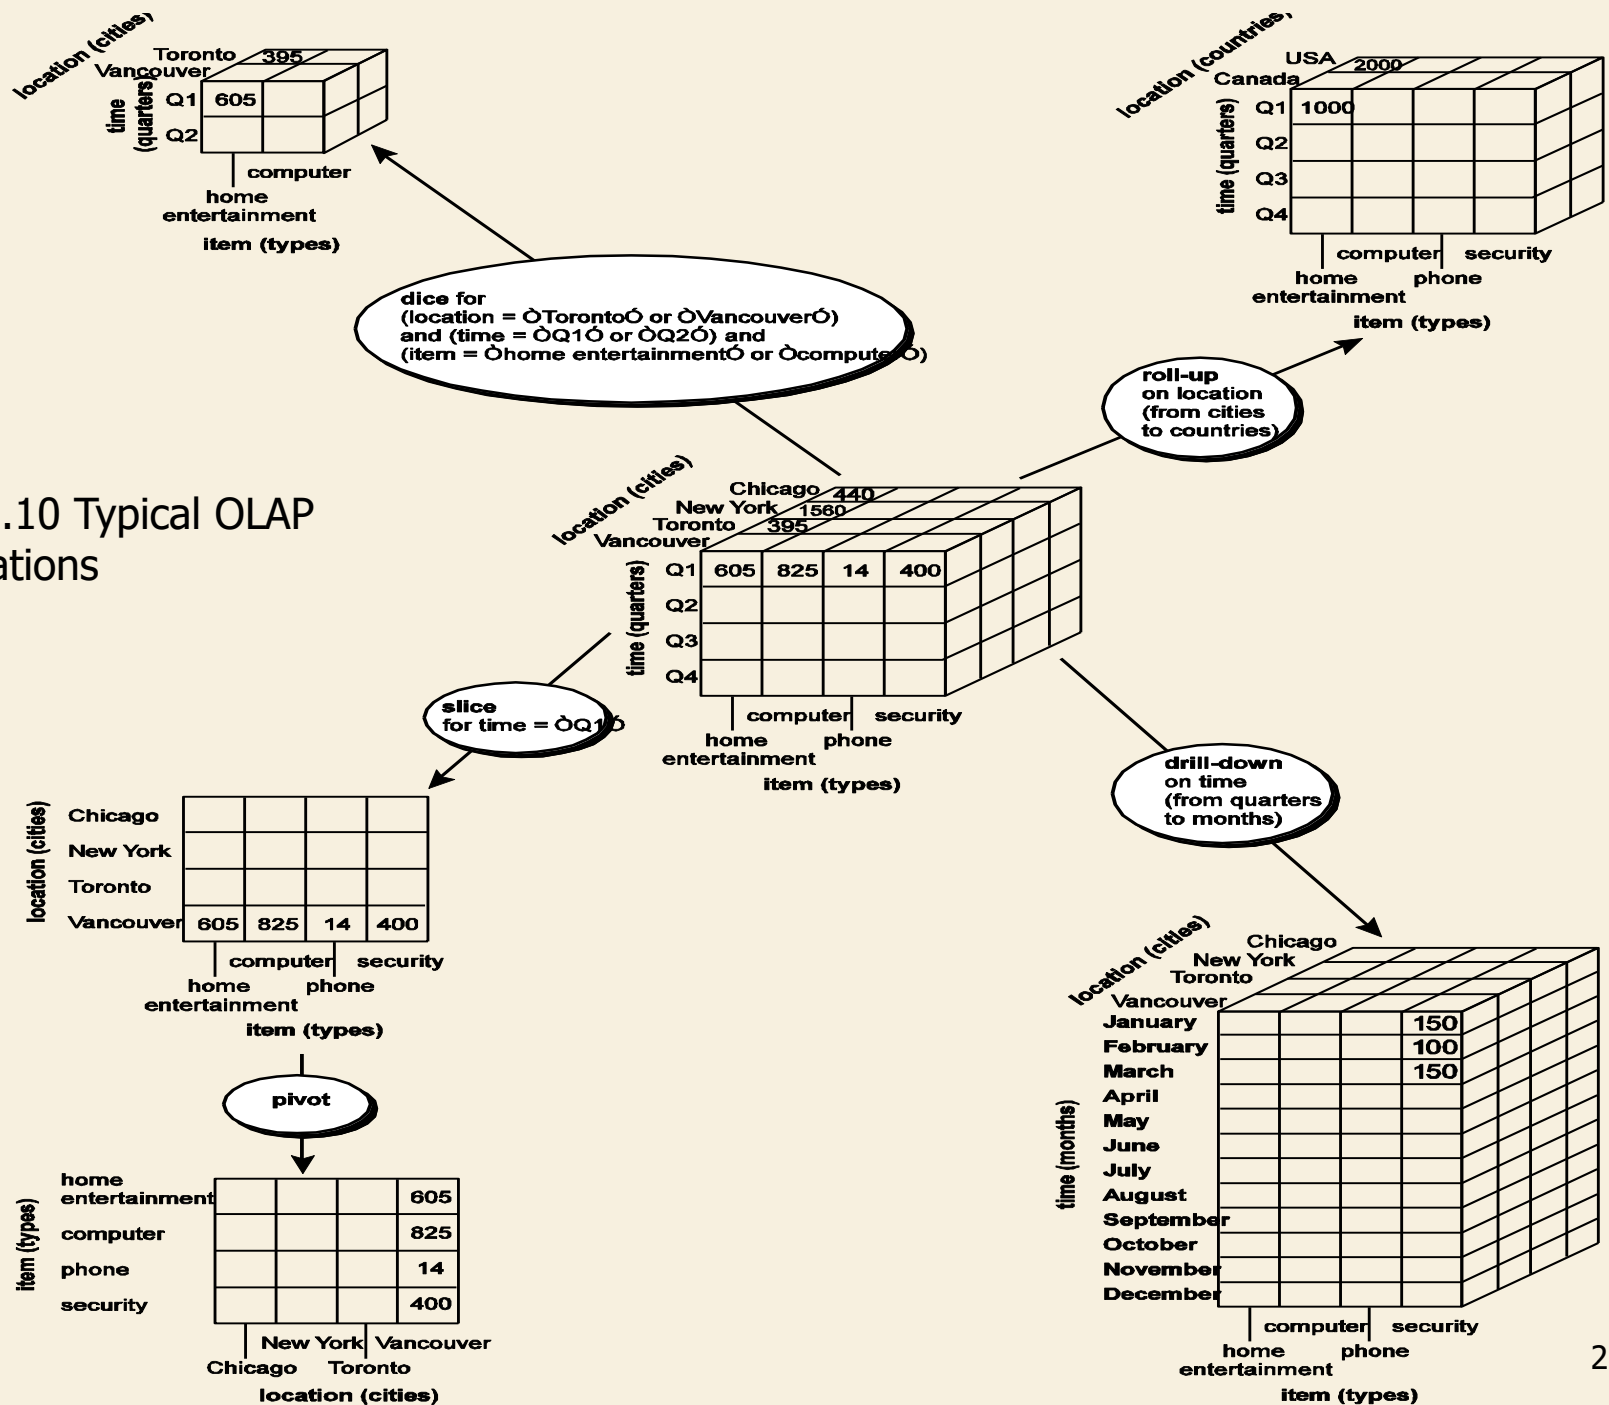 location (cities)
Toronto
395
Vancouver
time
(quarters)
Q1
605
Q2
computer
home
entertainment
item (types)
location (countries)
USA
2000
Canada
time (quarters)
Q1
1000
Q2
Q3
Q4
computer
security
home
entertainment
phone
item (types)
dice for
(location = ÒTorontoÓ or ÒVancouverÓ)
and (time = ÒQ1Ó or ÒQ2Ó) and
(item = Òhome entertainmentÓ or ÒcomputerÓ)
roll-up
on location
(from cities
to countries)
.10 Typical OLAP
ations
location (cities)
Chicago
440
New York
1560
Toronto
395
Vancouver
time (quarters)
Q1
605 825 14 400
Q2
Q3
Q4
computer
security
home
entertainment
phone
item (types)
slice
for time = ÒQ1Ó
drill-down
on time
(from quarters
to months)
location (cities)
Chicago
New York
Toronto
Vancouver
605 825 14 400
computer
security
home
entertainment
phone
item (types)
pivot
item (types)
home
entertainment
605
computer
825
phone
14
security
400
New York
Vancouver
Chicago
Toronto
location (cities)
location (cities)
Chicago
New York
Toronto
Vancouver
time (months)
January
150
February
100
March
150
April
May
June
July
August
September
October
November
December
computer
security
home
entertainment
phone
item (types)
2